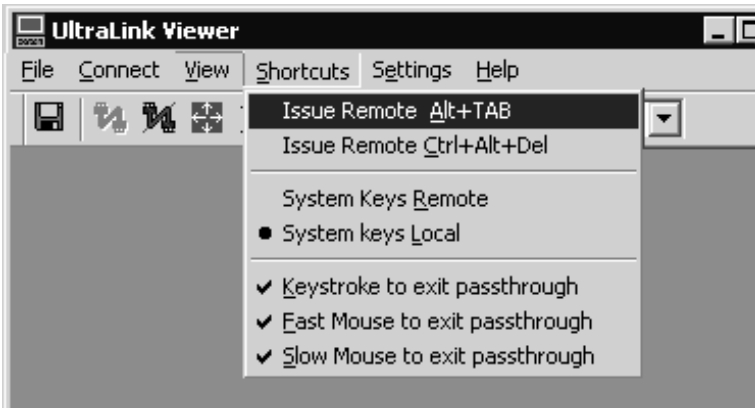 UltraLink Viewer
File Connect View Shortcuts Settings Help
Issue Remote Alt+TAB
Issue Remote Ctrl+Alt+Del
System Keys Remote
System keys Local
Keystroke to exit passthrough
Fast Mouse to exit passthrough
Slow Mouse to exit passthrough